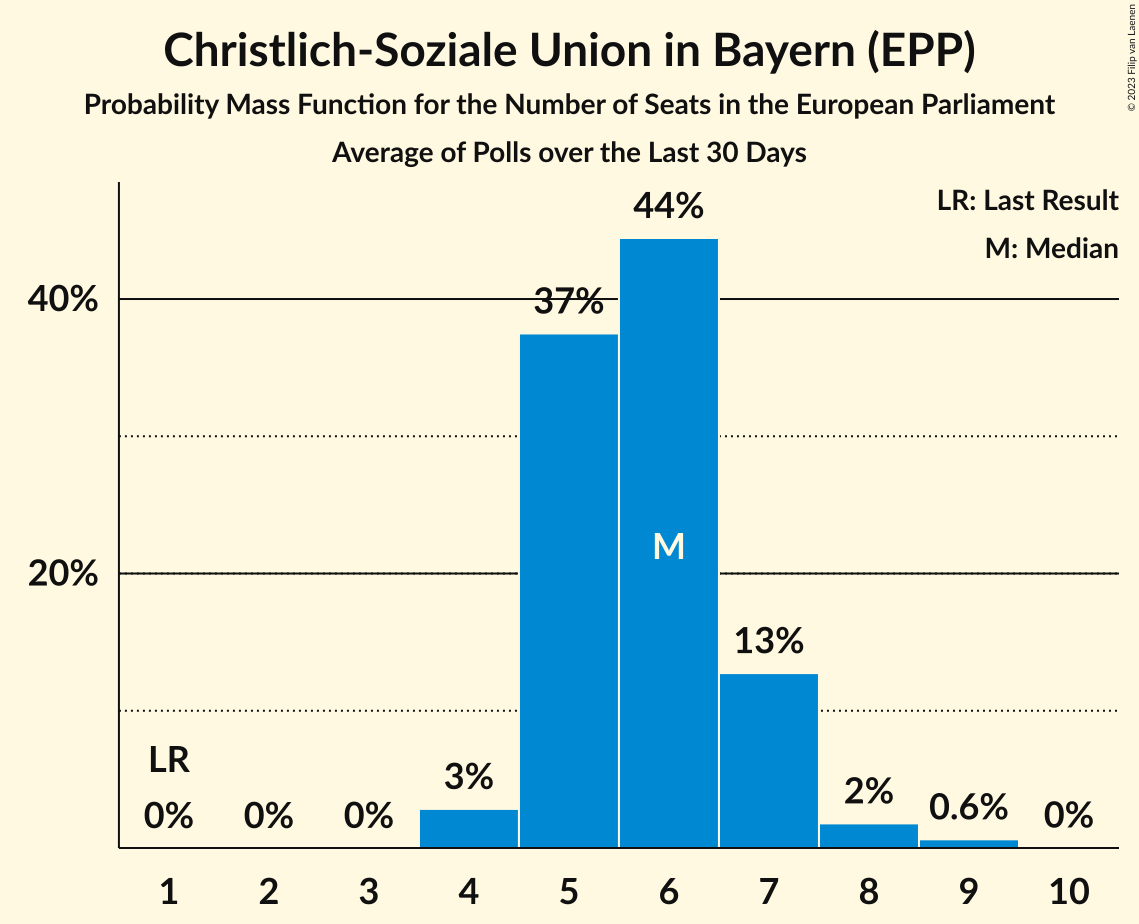 Christlich-Soziale Union in Bayern (EPP)
Probability Mass Function for the Number of Seats in the European Parliament
Average of Polls over the Last 30 Days
© 2023 Filip van Laenen
LR: Last Result
M: Median
44%
40%
37%
M
20%
13%
LR
3%
2%
0.6%
0%
0%
0%
0%
1 2 3 4 5 6 7 8 9 10